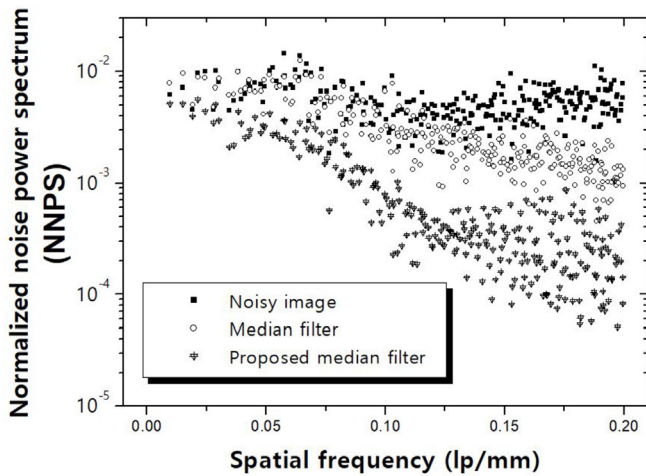 Normalized noise power spectrum
(NNPS)
10-2
10-3
10-4
10-5
Noisy image
Median filter
Proposed median filter
0.00 0.05 0.10 0.15 0.20
Spatial frequency (lp/mm)